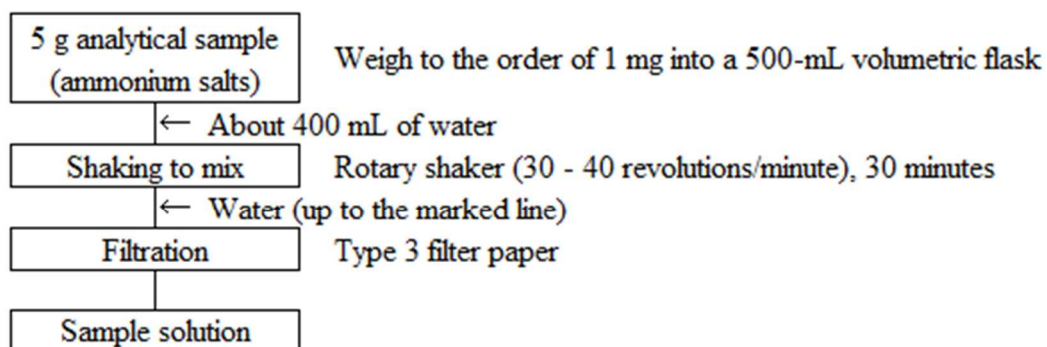 5 g analytical sample
(ammonium salts)
Weigh to the order of 1 mg into a 500-mL volumetric flask
← About 400 mL of water
Shaking to mix
Rotary shaker (30 - 40 revolutions/minute), 30 minutes
← Water (up to the marked line)
Filtration
Type 3 filter paper
Sample solution